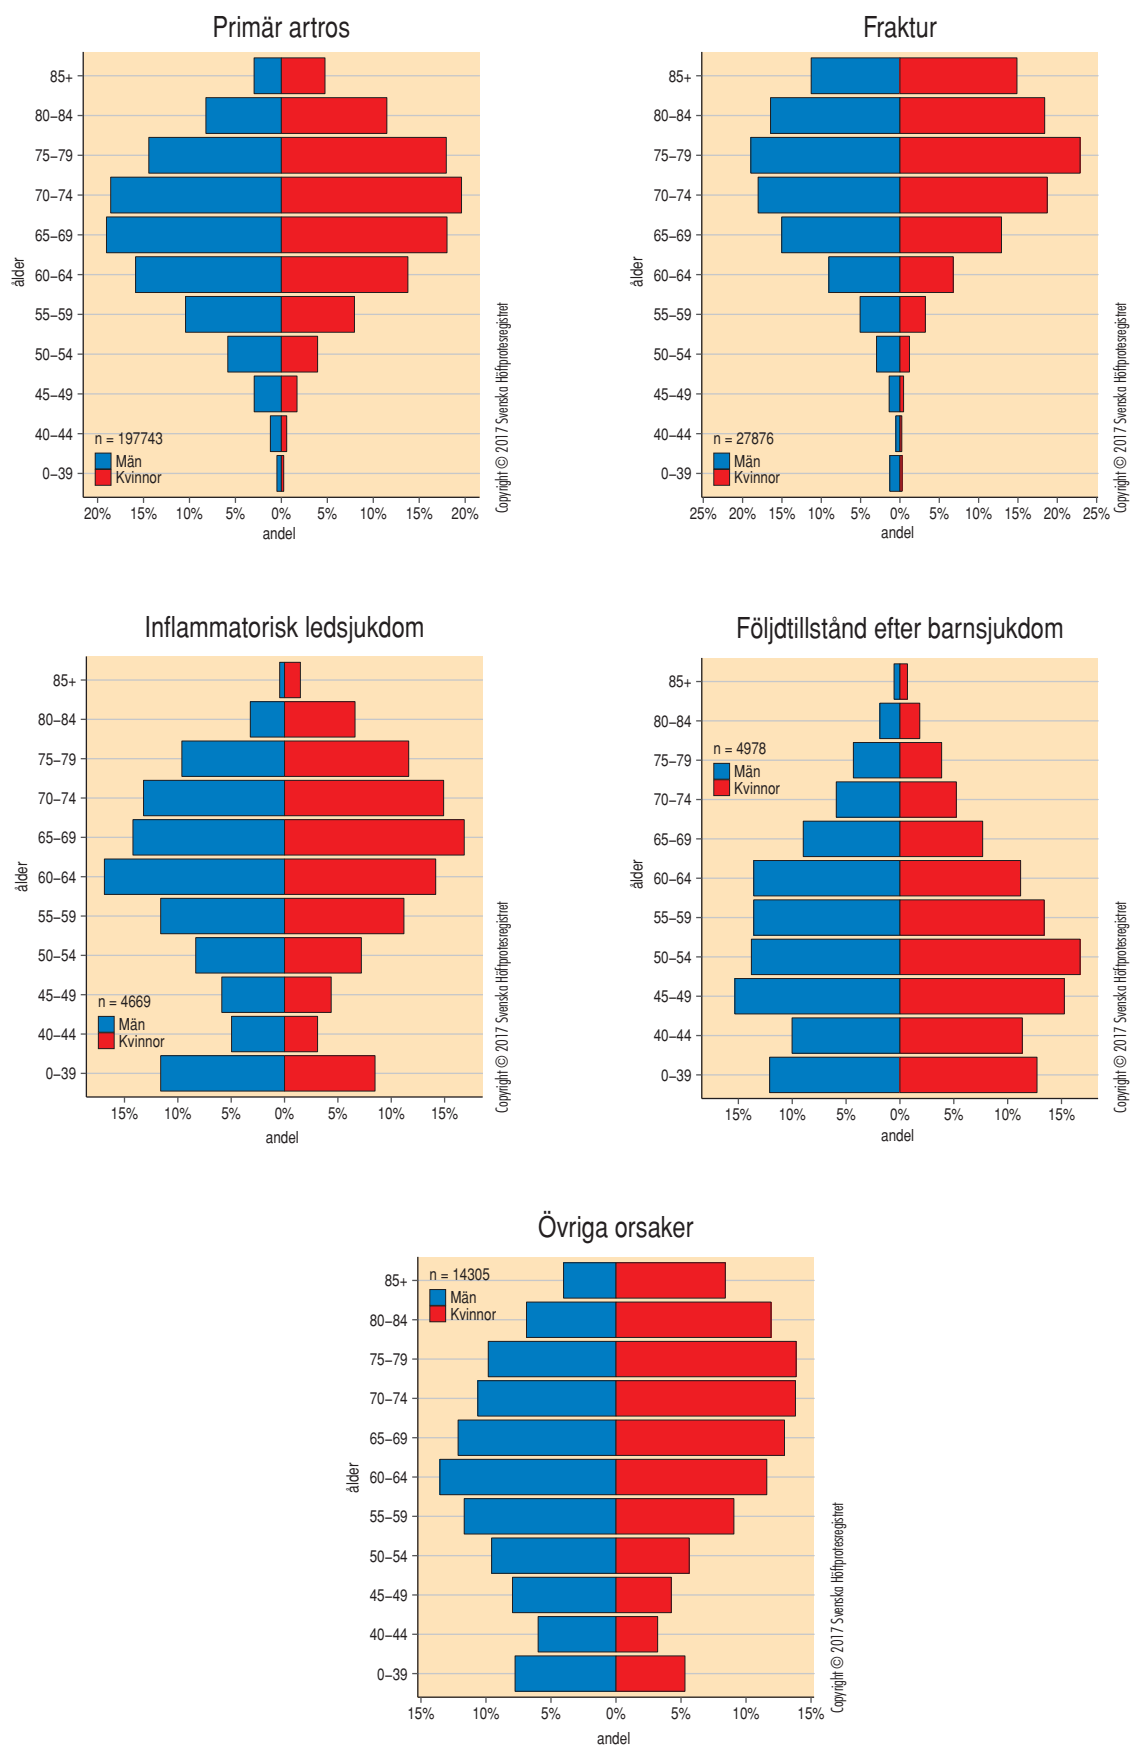 Primär artros
85+
80–84
75–79
70–74
65–69
60–64
55–59
50–54
45–49
40–44
0–39
ålder
n = 197743
Män
Kvinnor
20% 15% 10% 5% 0% 5% 10% 15% 20%
andel
Copyright © 2017 Svenska Höftprotesregistret
Fraktur
85+
80–84
75–79
70–74
65–69
60–64
55–59
50–54
45–49
40–44
0–39
ålder
n = 27876
Män
Kvinnor
25% 20% 15% 10% 5% 0% 5% 10% 15% 20% 25%
andel
Copyright © 2017 Svenska Höftprotesregistret
Inflammatorisk ledsjukdom
85+
80–84
75–79
70–74
65–69
60–64
55–59
50–54
45–49
40–44
0–39
ålder
n = 4669
Män
Kvinnor
15% 10% 5% 0% 5% 10% 15%
andel
Copyright © 2017 Svenska Höftprotesregistret
Följdtillstånd efter barnsjukdom
85+
80–84
75–79
70–74
65–69
60–64
55–59
50–54
45–49
40–44
0–39
ålder
n = 4978
Män
Kvinnor
15% 10% 5% 0% 5% 10% 15%
andel
Copyright © 2017 Svenska Höftprotesregistret
Övriga orsaker
85+
80–84
75–79
70–74
65–69
60–64
55–59
50–54
45–49
40–44
0–39
ålder
n = 14305
Män
Kvinnor
15% 10% 5% 0% 5% 10% 15%
andel
Copyright © 2017 Svenska Höftprotesregistret